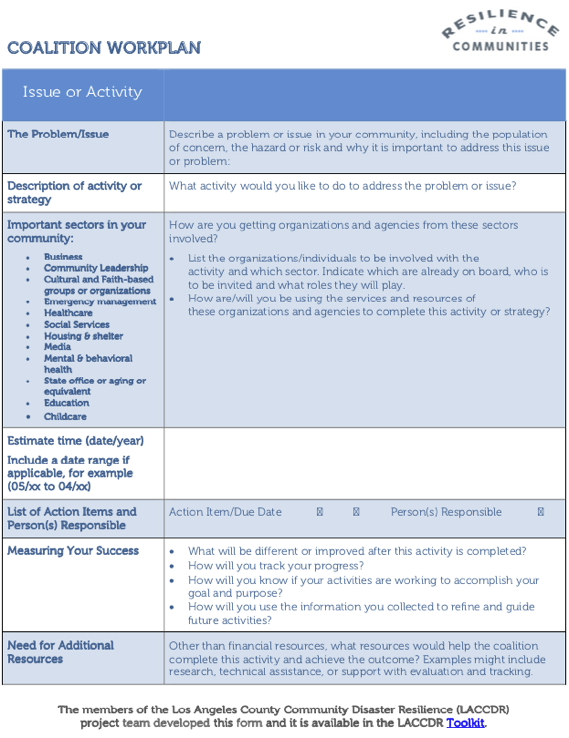 RESILIENCE
in
COMMUNITIES
COALITION WORKPLAN
Issue or Activity
The Problem/Issue
Describe a problem or issue in your community, including the population
of concern, the hazard or risk and why it is important to address this issue
or problem:
Description of activity or
strategy
What activity would you like to do to address the problem or issue?
Important sectors in your
community:
• Business
• Community Leadership
• Cultural and Faith-based
groups or organizations
• Emergency management
• Healthcare
• Social Services
• Housing & shelter
• Media
• Mental & behavioral
health
• State office or aging or
equivalent
• Education
• Childcare
How are you getting organizations and agencies from these sectors
involved?
• List the organizations/individuals to be involved with the
activity and which sector. Indicate which are already on board, who is
to be invited and what roles they will play.
• How are/will you be using the services and resources of
these organizations and agencies to complete this activity or strategy?
Estimate time (date/year)
Include a date range if
applicable, for example
(05/xx to 04/xx)
List of Action Items and
Person(s) Responsible
Action Item/Due Date Person(s) Responsible
Measuring Your Success
• What will be different or improved after this activity is completed?
• How will you track your progress?
• How will you know if your activities are working to accomplish your
goal and purpose?
• How will you use the information you collected to refine and guide
future activities?
Need for Additional
Resources
Other than financial resources, what resources would help the coalition
complete this activity and achieve the outcome? Examples might include
research, technical assistance, or support with evaluation and tracking.
The members of the Los Angeles County Community Disaster Resilience (LACCDR)
project team developed this form and it is available in the LACCDR Toolkit.